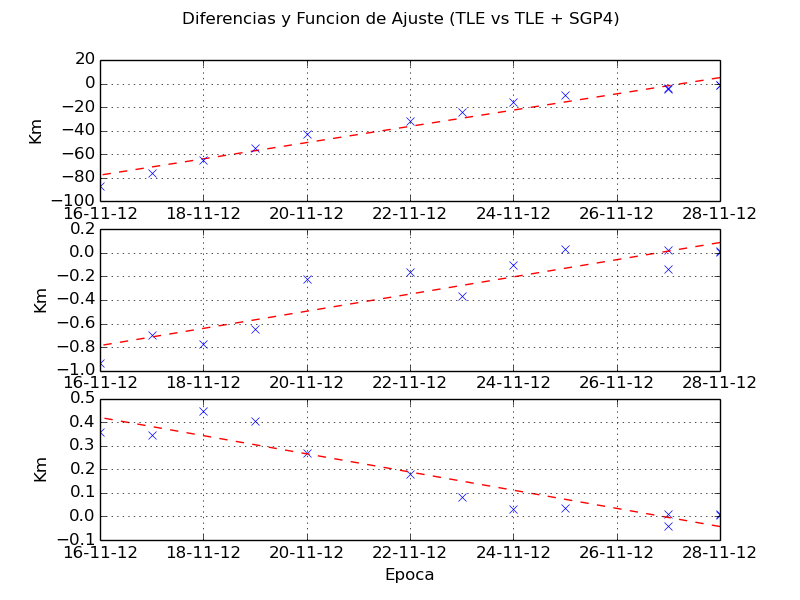 Diferencias y Funcion de Ajuste (TLE vs TLE + SGP4)
20
0
−20
−40
−60
−80
−100
Km
16-11-12 18-11-12 20-11-12 22-11-12 24-11-12 26-11-12 28-11-12
0.2
0.0
−0.2
−0.4
−0.6
−0.8
−1.0
Km
16-11-12 18-11-12 20-11-12 22-11-12 24-11-12 26-11-12 28-11-12
0.5
0.4
0.3
0.2
0.1
0.0
−0.1
Km
16-11-12 18-11-12 20-11-12 22-11-12 24-11-12 26-11-12 28-11-12
Epoca